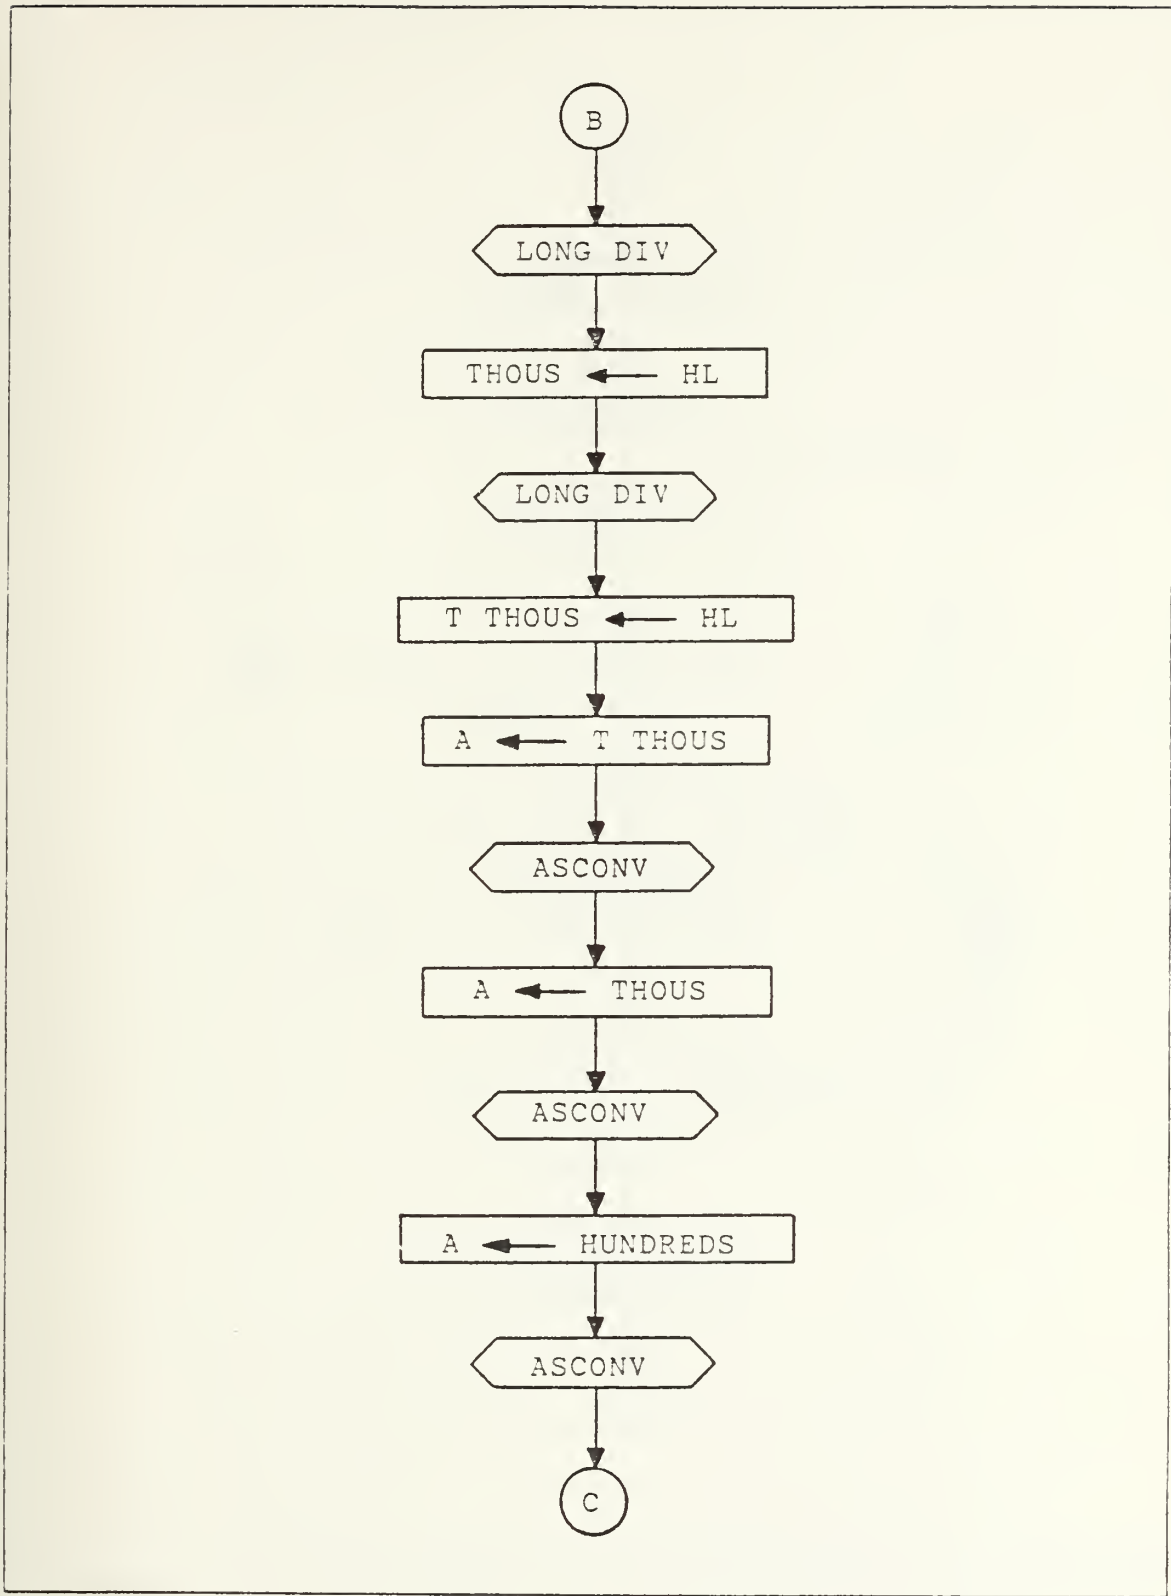 B
LONG DIV
THOUS ← HL
LONG DIV
T THOUS ← HL
A ← T THOUS
ASCONV
A ← THOUS
ASCONV
A ← HUNDREDS
ASCONV
C